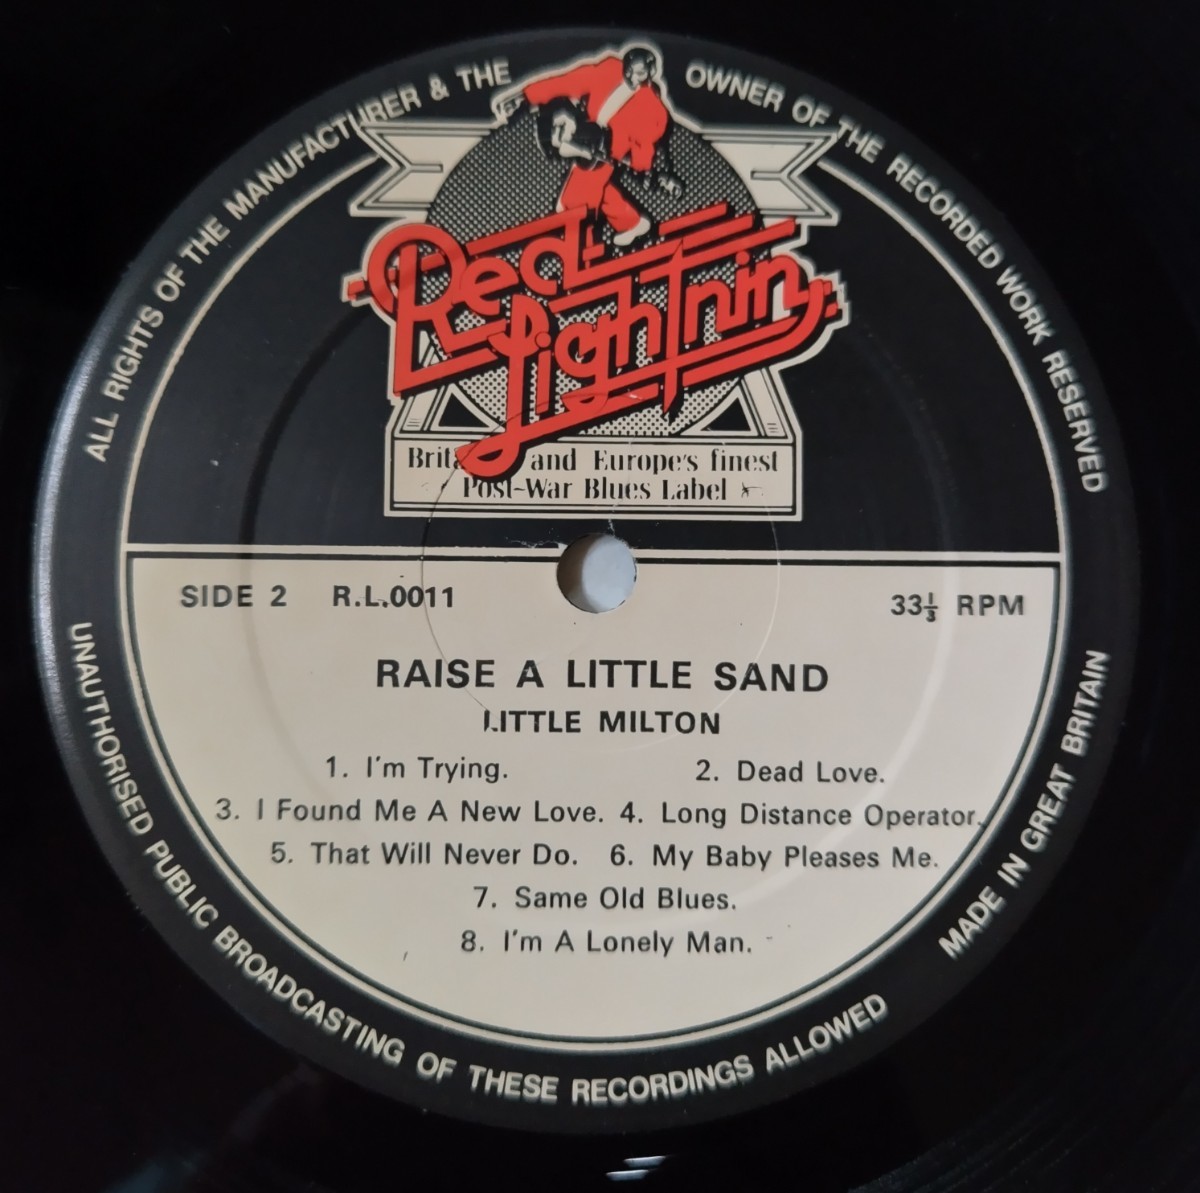 ALL RIGHTS OF THE MANUFACTURER & THE OWNER OF THE RECORDED WORK RESERVED
Red
Lightnin'
and Europe's finest
Post-War Blues Label
SIDE 2 R.L.0011 33⅓ RPM
RAISE A LITTLE SAND
LITTLE MILTON
1. I'm Trying. 2. Dead Love.
3. I Found Me A New Love. 4. Long Distance Operator.
5. That Will Never Do. 6. My Baby Pleases Me.
7. Same Old Blues.
8. I'm A Lonely Man.
UNAUTHORISED PUBLIC BROADCASTING OF THESE RECORDINGS ALLOWED
MADE IN GREAT BRITAIN